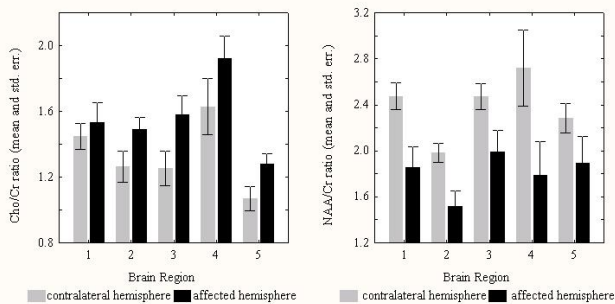 Cho/Cr ratio (mean and std. err.)
2.0
1.6
1.2
0.8
1 2 3 4 5
Brain Region
contralateral hemisphere affected hemisphere
NAA/Cr ratio (mean and std. err.)
3.2
2.8
2.4
2.0
1.6
1.2
1 2 3 4 5
Brain Region
contralateral hemisphere affected hemisphere